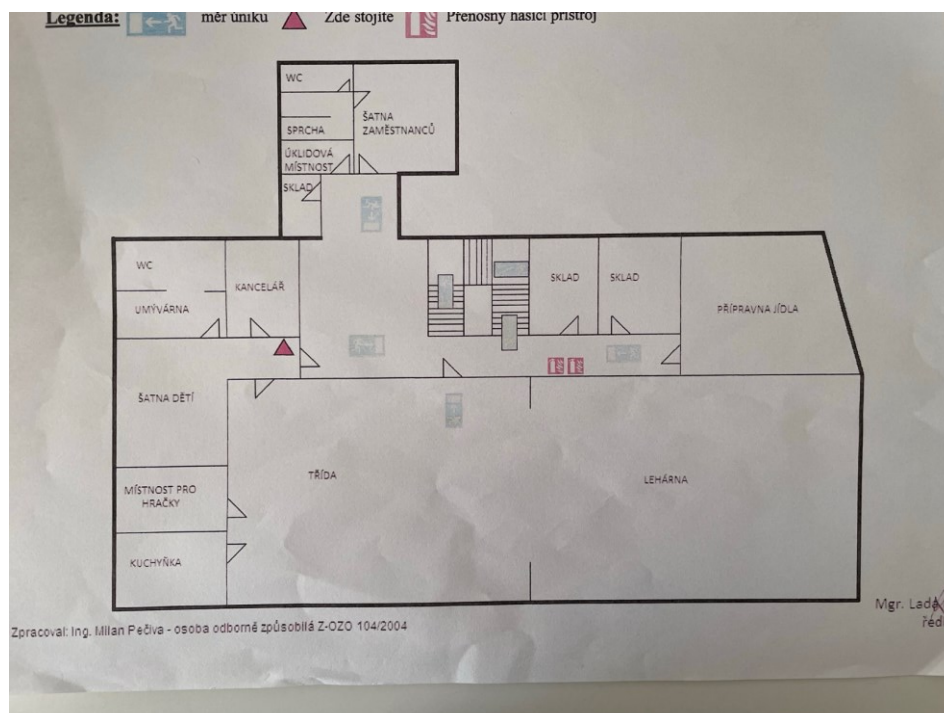 Legenda: měr úniku Zde stojíte Přenosný hasicí přístroj
WC
ŠATNA
ZAMĚSTNANCŮ
SPRCHA
ÚKLIDOVÁ
MÍSTNOST
SKLAD
WC
KANCELÁŘ
UMÝVÁRNA
SKLAD
SKLAD
PŘÍPRAVNA JÍDLA
ŠATNA DĚTÍ
TŘÍDA
LEHÁRNA
MÍSTNOST PRO
HRAČKY
KUCHYŇKA
Mgr. Lada
ředi
Zpracoval: Ing. Milan Pečiva - osoba odborně způsobilá Z-OZO 104/2004